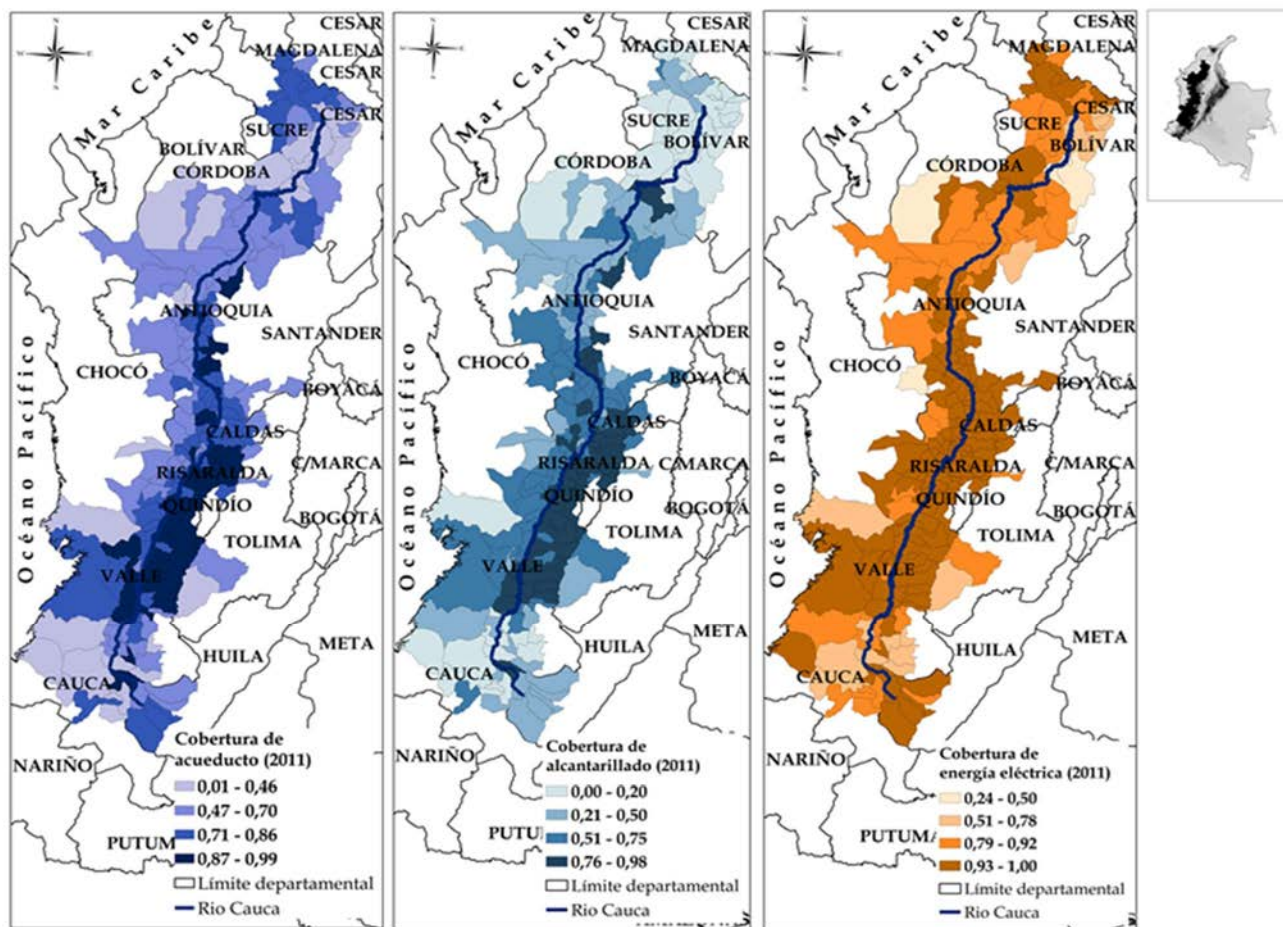 CESAR
MAGDALENA
CESAR
CESAR
Mar Caribe
SUCRE
BOLÍVAR
CÓRDOBA
ANTIOQUIA
SANTANDER
CHOCÓ
BOYACÁ
CALDAS
C/MARCA
RISARALDA
QUINDÍO
BOGOTÁ
TOLIMA
VALLE
META
HUILA
CAUCA
NARIÑO
PUTUM
Océano Pacífico
Cobertura de
acueducto (2011)
0,01 - 0,46
0,47 - 0,70
0,71 - 0,86
0,87 - 0,99
Límite departamental
Rio Cauca
CESAR
MAGDALENA
Mar Caribe
SUCRE
BOLÍVAR
CÓRDOBA
ANTIOQUIA
SANTANDER
CHOCÓ
BOYACÁ
CALDAS
RISARALDA
C/MARCA
QUINDÍO
BOGOTÁ
TOLIMA
VALLE
META
HUILA
CAUCA
NARIÑO
PUTUM
Océano Pacífico
Cobertura de
alcantarillado (2011)
0,00 - 0,20
0,21 - 0,50
0,51 - 0,75
0,76 - 0,98
Límite departamental
Rio Cauca
CESAR
MAGDALENA
CESAR
Mar Caribe
SUCRE
BOLÍVAR
CÓRDOBA
ANTIOQUIA
SANTANDER
CHOCÓ
BOYACÁ
CALDAS
RISARALDA
C/MARCA
QUINDÍO
BOGOTÁ
TOLIMA
VALLE
META
HUILA
CAUCA
NARIÑO
PUTUMA
Océano Pacífico
Cobertura de
energía eléctrica (2011)
0,24 - 0,50
0,51 - 0,78
0,79 - 0,92
0,93 - 1,00
Límite departamental
Rio Cauca